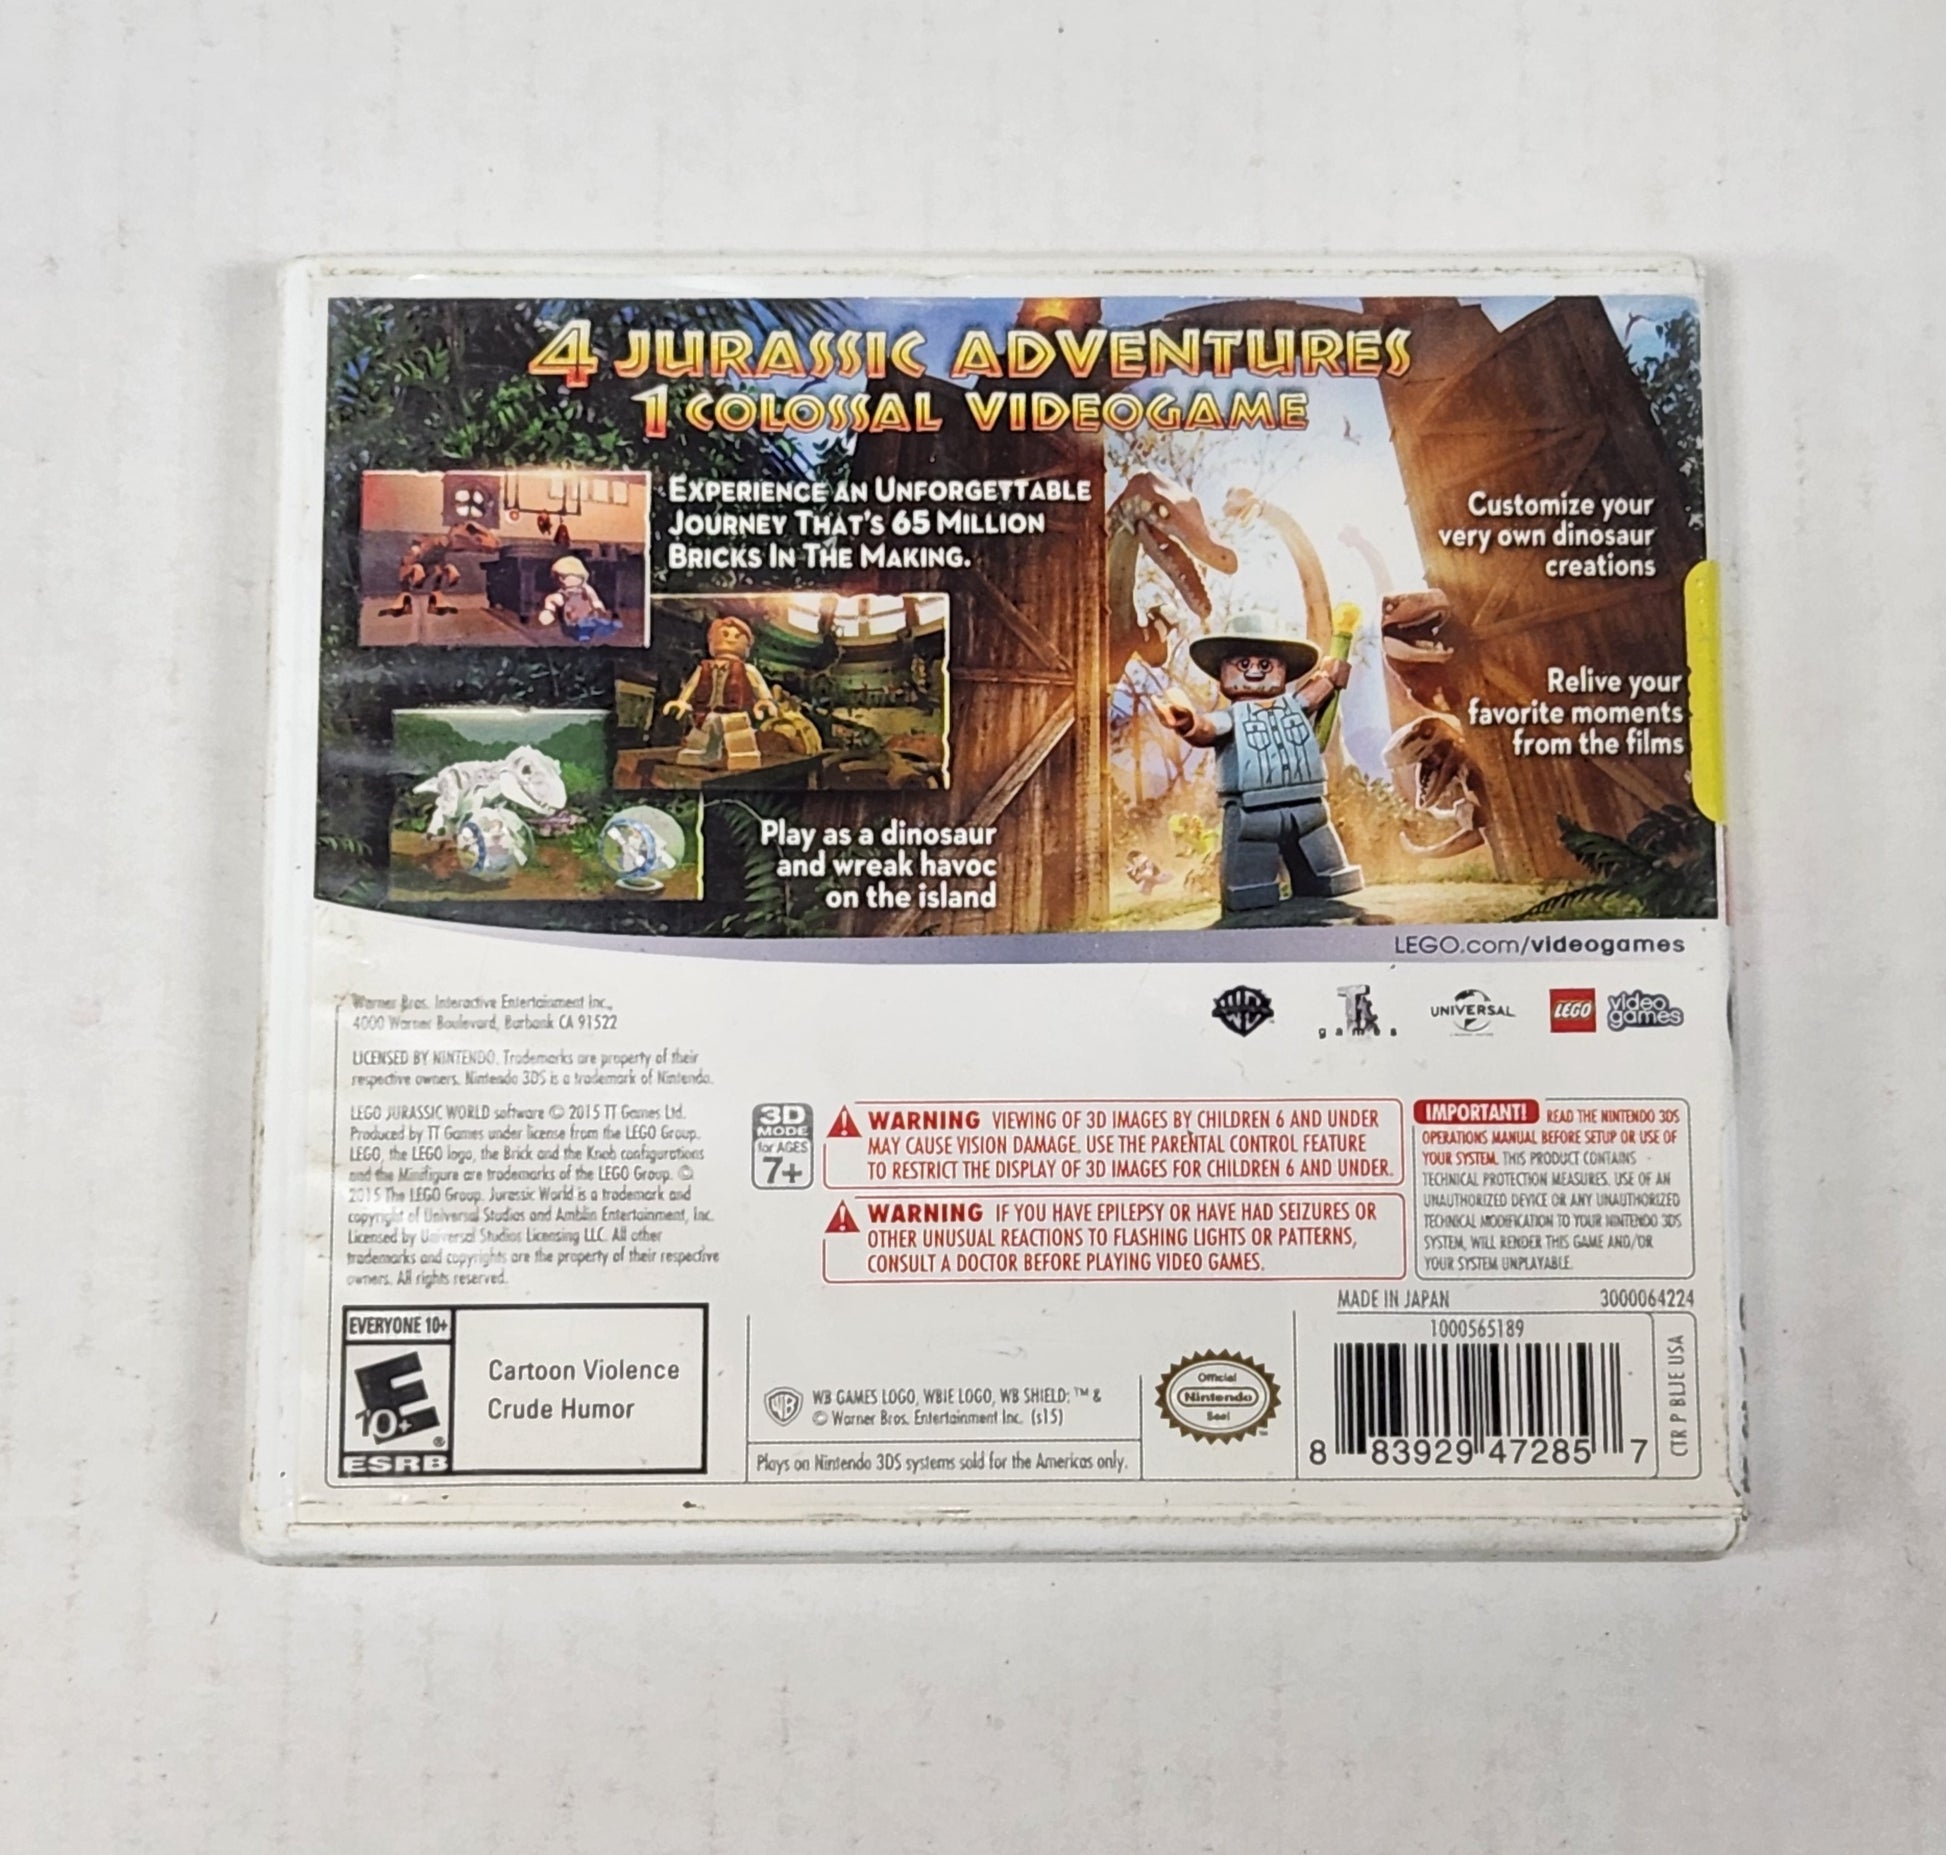 4 JURASSIC ADVENTURES
1 COLOSSAL VIDEOGAME
EXPERIENCE AN UNFORGETTABLE
JOURNEY THAT'S 65 MILLION
BRICKS IN THE MAKING.
Customize your
very own dinosaur
creations
Relive your
favorite moments
from the films
Play as a dinosaur
and wreak havoc
on the island
LEGO.com/videogames
Warner Bros. Interactive Entertainment Inc.,
4000 Warner Boulevard, Burbank CA 91522
LICENSED BY NINTENDO. Trademarks are property of their
respective owners. Nintendo 3DS is a trademark of Nintendo.
LEGO JURASSIC WORLD software © 2015 TT Games Ltd.
Produced by TT Games under license from the LEGO Group.
LEGO, the LEGO logo, the Brick and the Knob configurations
and the Minifigure are trademarks of the LEGO Group. ©
2015 The LEGO Group. Jurassic World is a trademark and
copyright of Universal Studios and Amblin Entertainment, Inc.
Licensed by Universal Studios Licensing LLC. All other
trademarks and copyrights are the property of their respective
owners. All rights reserved.
WB
TT
games
UNIVERSAL
LEGO
video
games
3D
MODE
for AGES
7+
WARNING VIEWING OF 3D IMAGES BY CHILDREN 6 AND UNDER
MAY CAUSE VISION DAMAGE. USE THE PARENTAL CONTROL FEATURE
TO RESTRICT THE DISPLAY OF 3D IMAGES FOR CHILDREN 6 AND UNDER.
WARNING IF YOU HAVE EPILEPSY OR HAVE HAD SEIZURES OR
OTHER UNUSUAL REACTIONS TO FLASHING LIGHTS OR PATTERNS,
CONSULT A DOCTOR BEFORE PLAYING VIDEO GAMES.
IMPORTANT! READ THE NINTENDO 3DS
OPERATIONS MANUAL BEFORE SETUP OR USE OF
YOUR SYSTEM. THIS PRODUCT CONTAINS
TECHNICAL PROTECTION MEASURES. USE OF AN
UNAUTHORIZED DEVICE OR ANY UNAUTHORIZED
TECHNICAL MODIFICATION TO YOUR NINTENDO 3DS
SYSTEM, WILL RENDER THIS GAME AND/OR
YOUR SYSTEM UNPLAYABLE.
MADE IN JAPAN
3000064224
1000565189
8 83929 47285 7
CTR P BLJE USA
EVERYONE 10+
E
10+
®
ESRB
Cartoon Violence
Crude Humor
WB
WB GAMES LOGO, WBIE LOGO, WB SHIELD: ™ &
© Warner Bros. Entertainment Inc. (s15)
Plays on Nintendo 3DS systems sold for the Americas only.
Official
Nintendo
Seal